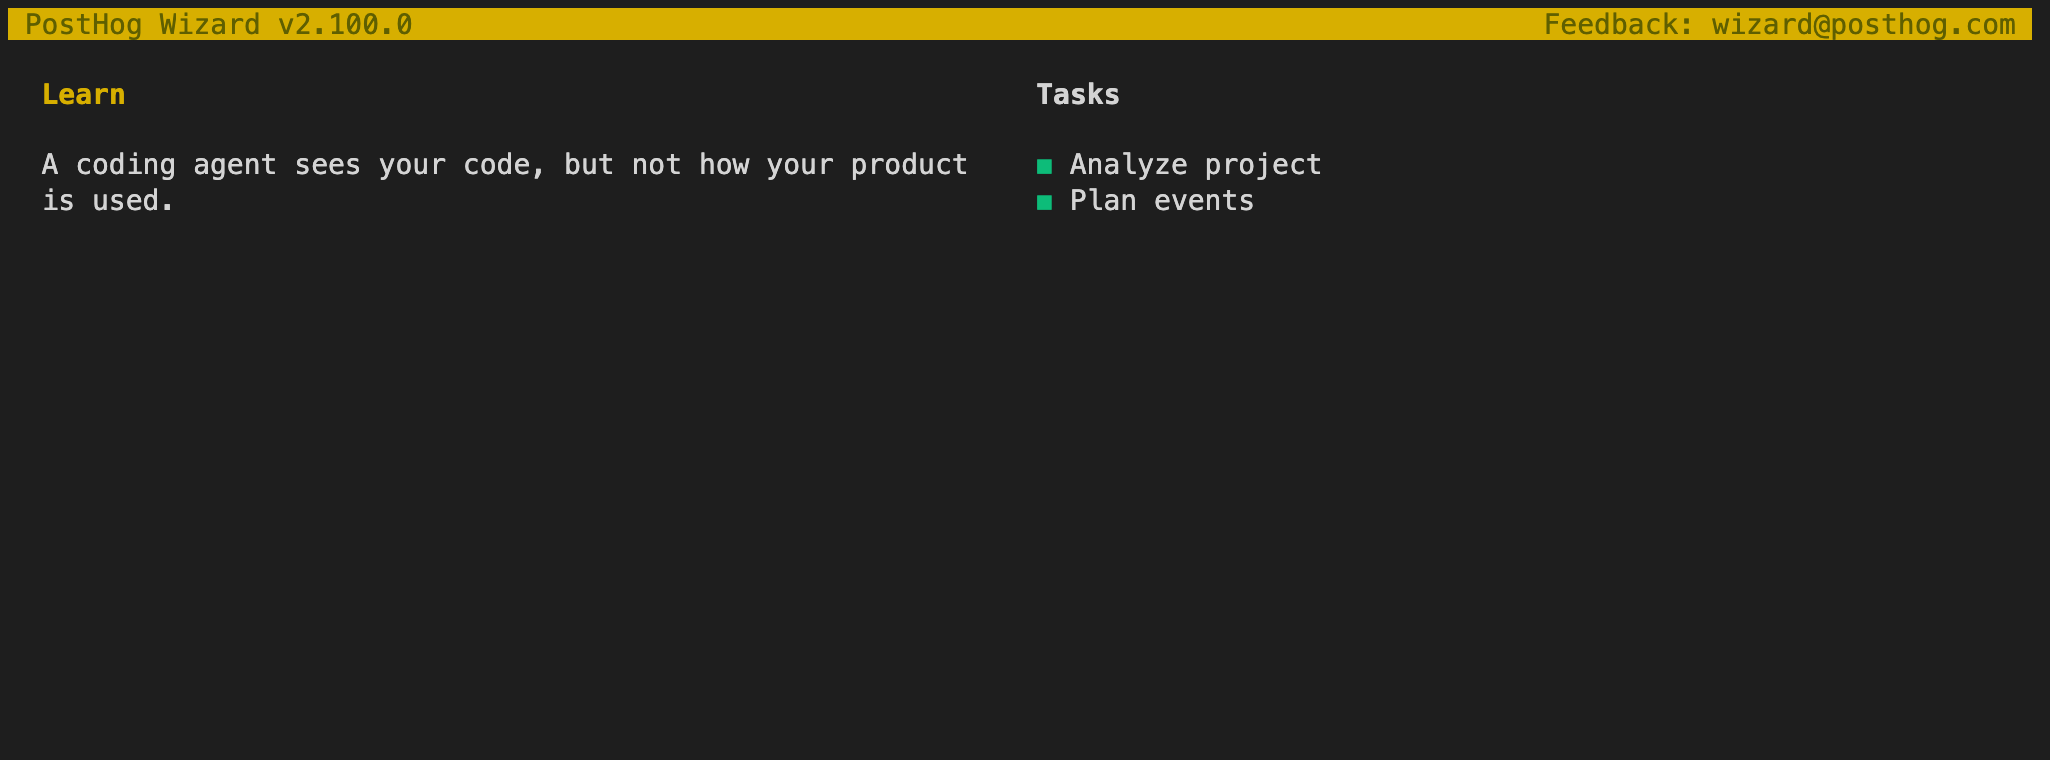 PostHog Wizard v2.100.0 Feedback: wizard@posthog.com
Learn
A coding agent sees your code, but not how your product
is used.
Tasks
Analyze project
Plan events